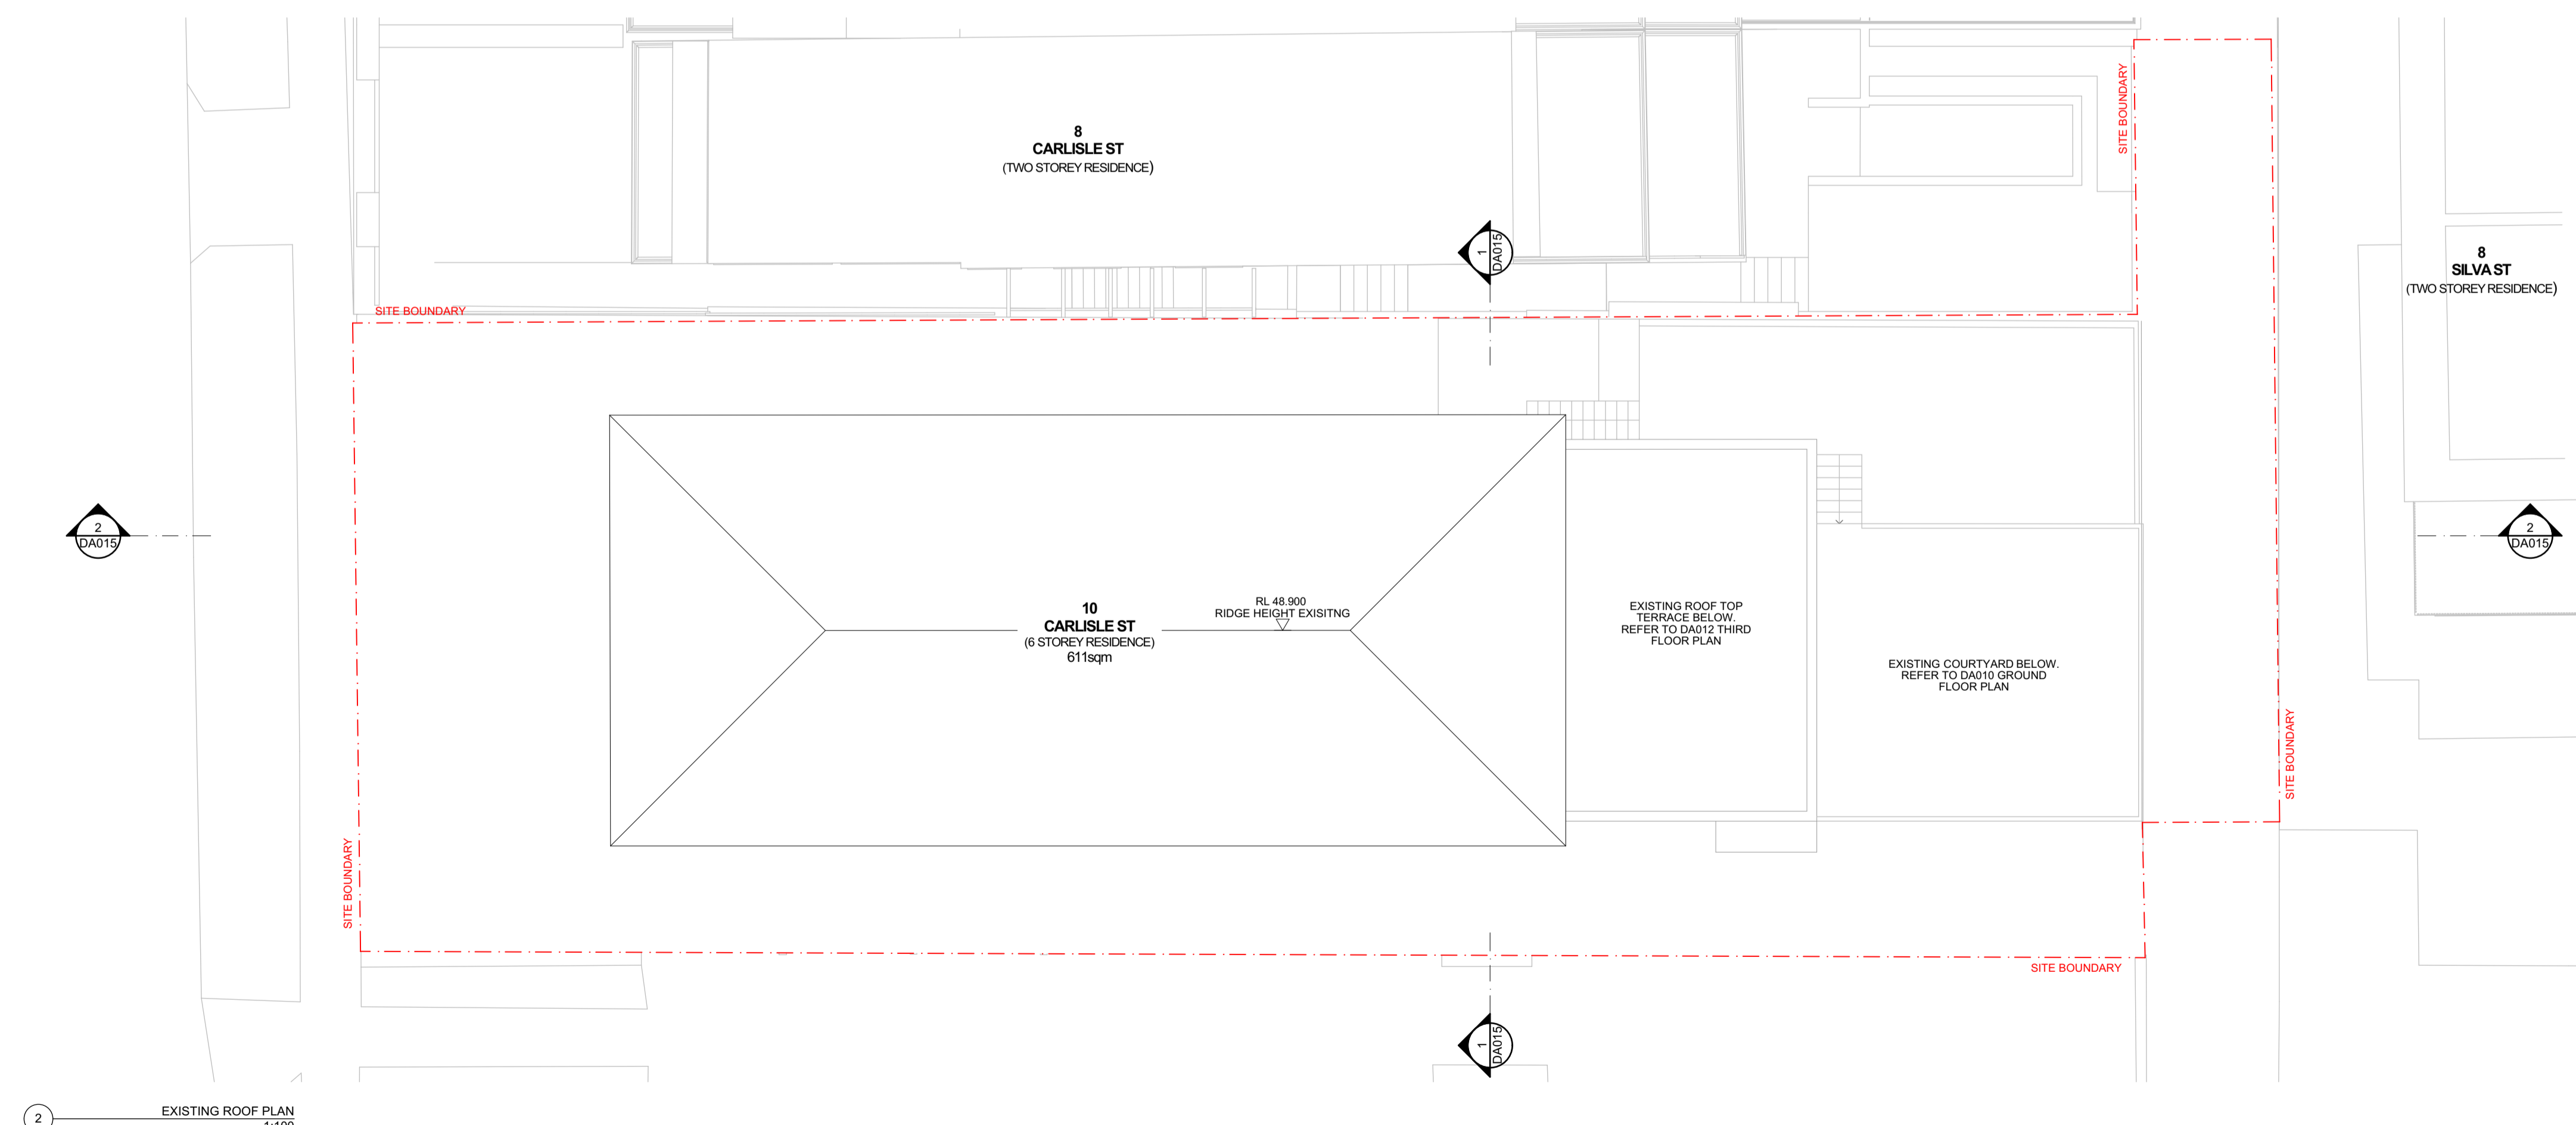 SITE BOUNDARY
8
CARLISLE ST
(TWO STOREY RESIDENCE)
1
DA015
8
SILVA ST
(TWO STOREY RESIDENCE)
SITE BOUNDARY
2
DA015
2
DA015
10
CARLISLE ST
(6 STOREY RESIDENCE)
611sqm
RL 48.900
RIDGE HEIGHT EXISITNG
EXISTING ROOF TOP
TERRACE BELOW.
REFER TO DA012 THIRD
FLOOR PLAN
EXISTING COURTYARD BELOW.
REFER TO DA010 GROUND
FLOOR PLAN
SITE BOUNDARY
SITE BOUNDARY
SITE BOUNDARY
1
DA015
2
EXISTING ROOF PLAN
1:100